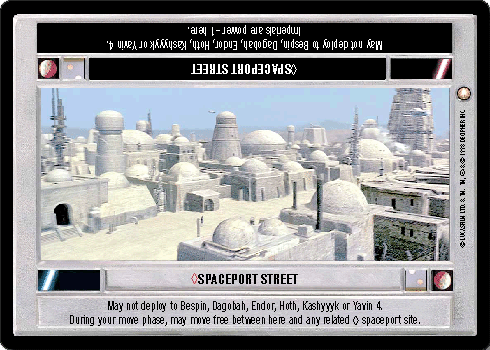 May not deploy to Bespin, Dagobah, Endor, Hoth, Kashyyyk or Yavin 4.
Imperials are power -1 here.
◊SPACEPORT STREET
◊SPACEPORT STREET
May not deploy to Bespin, Dagobah, Endor, Hoth, Kashyyyk or Yavin 4.
During your move phase, may move free between here and any related ◊ spaceport site.